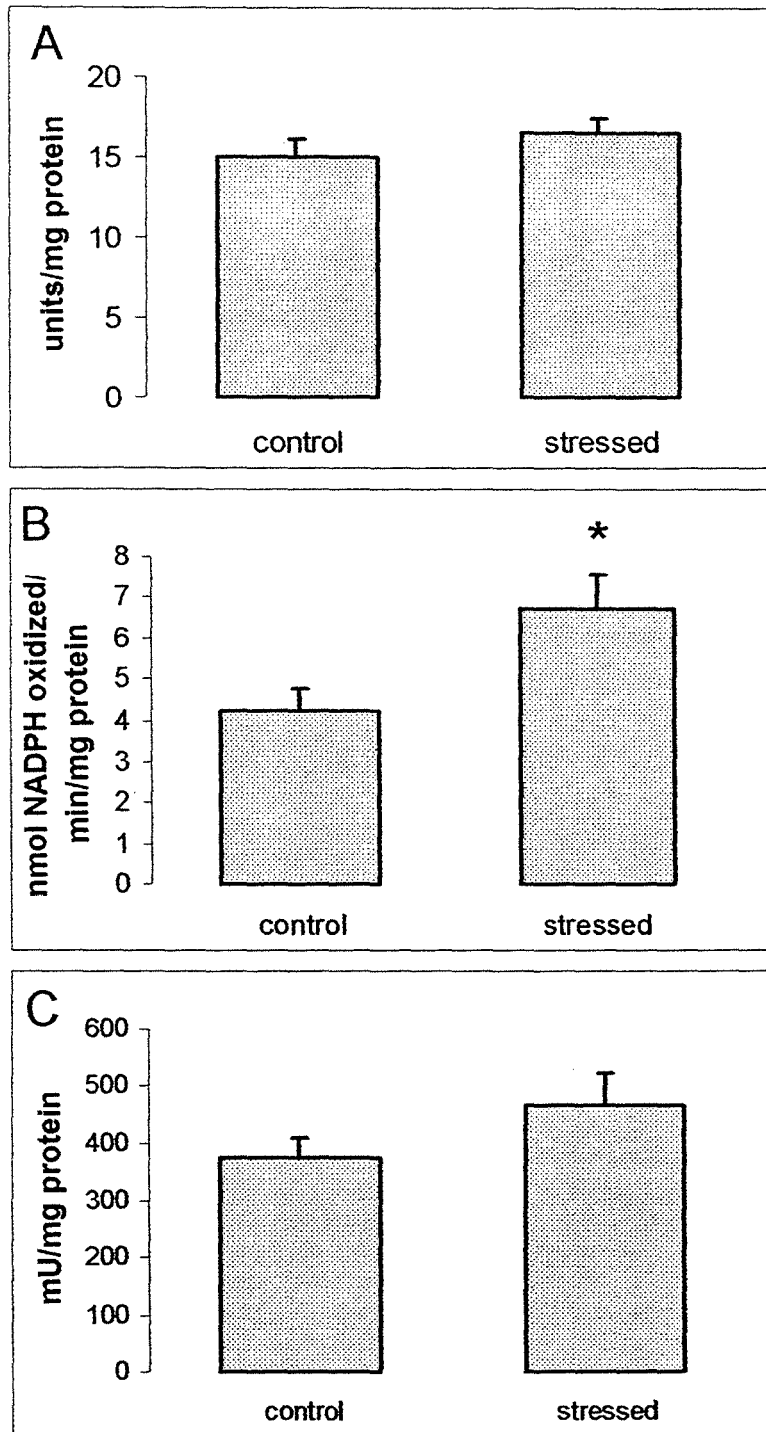 A
units/mg protein
20
15
10
5
0
control stressed
B
nmol NADPH oxidized/
min/mg protein
8
7
6
5
4
3
2
1
0
*
control stressed
C
mU/mg protein
600
500
400
300
200
100
0
control stressed